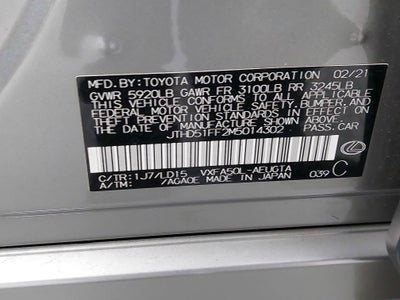 MFD.BY:TOYOTA MOTOR CORPORATION 02/21
GVWR 5920LB GAWR FR 3100LB RR 3245LB
THIS VEHICLE CONFORMS TO ALL APPLICABLE
FEDERAL MOTOR VEHICLE SAFETY, BUMPER, AND
THEFT PREVENTION STANDARDS IN EFFECT ON
THE DATE OF MANUFACTURE SHOWN ABOVE.
JTHD51FF2M5014302 PASS.CAR
C/TR:1J7/LD15 VXFA50L-AEUGTA
A/TM: -/AGA0E MADE IN JAPAN 039 C